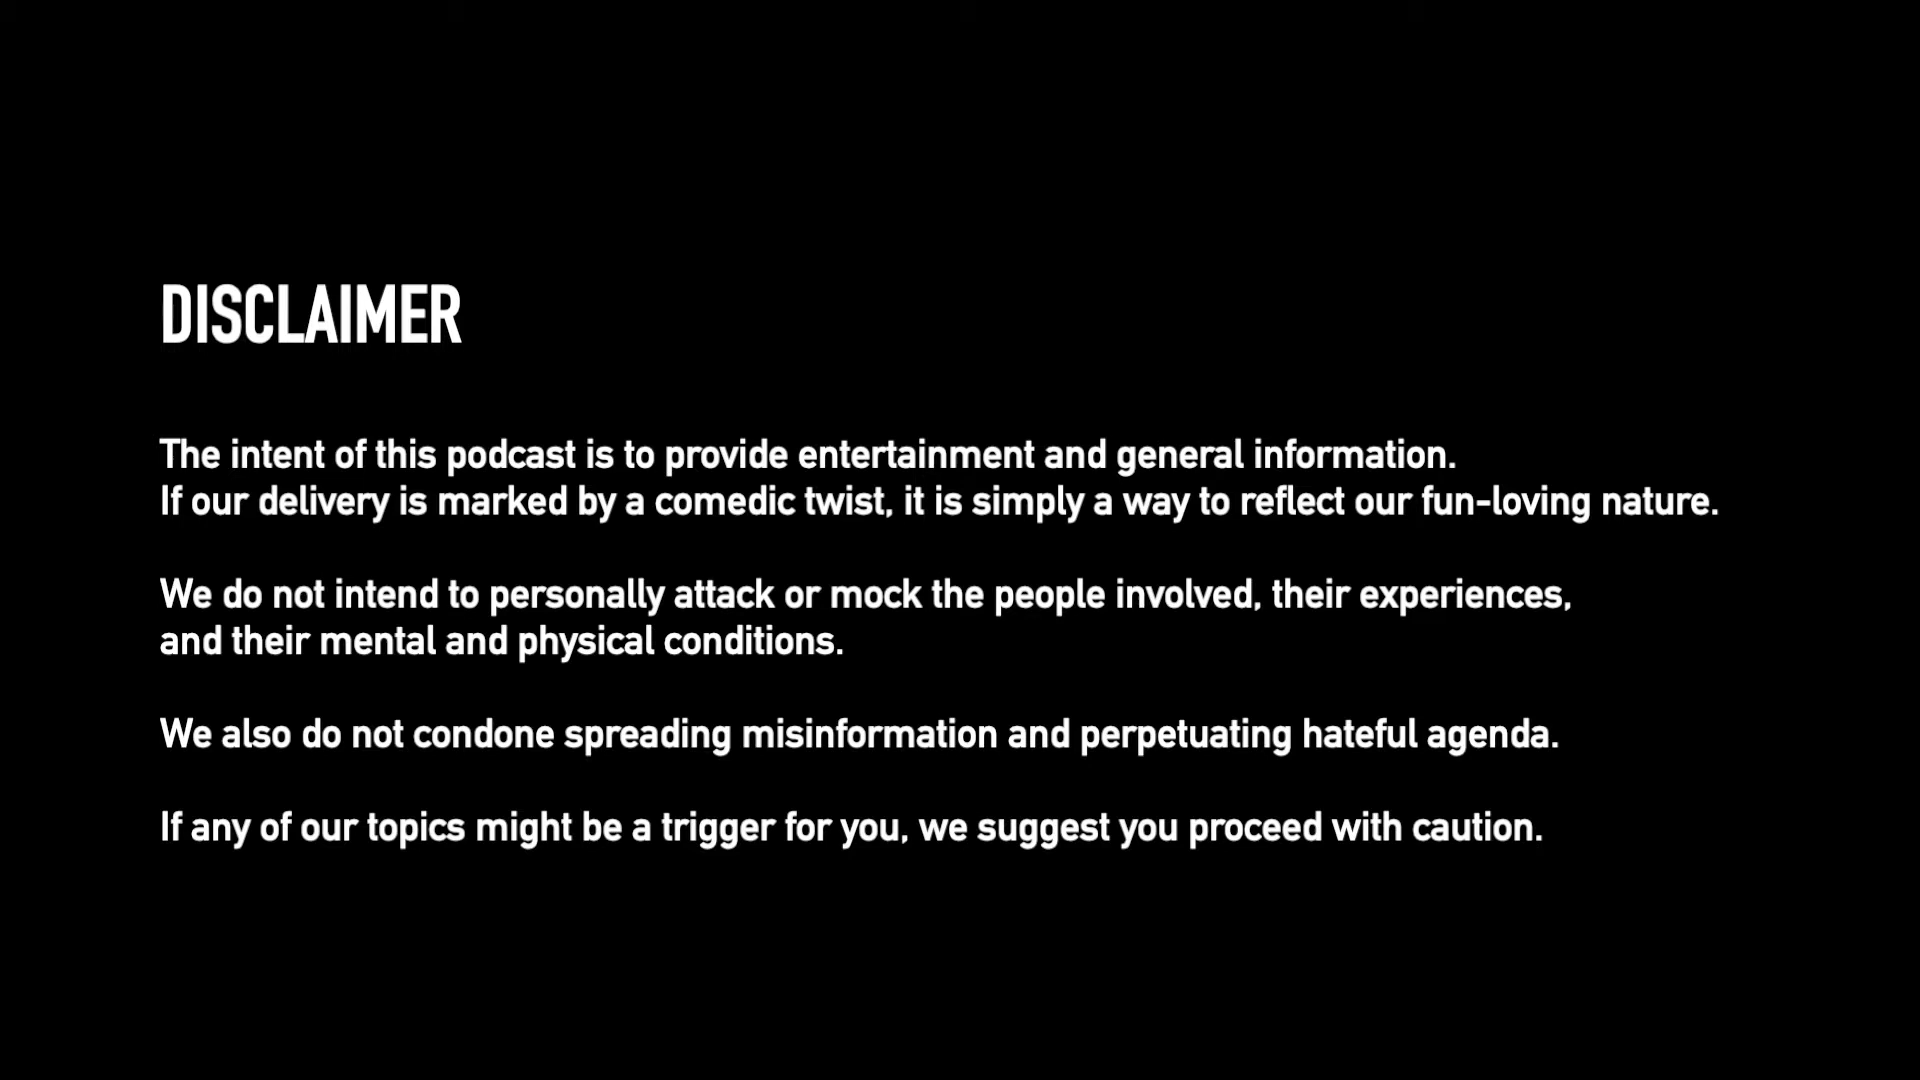 DISCLAIMER
The intent of this podcast is to provide entertainment and general information.
If our delivery is marked by a comedic twist, it is simply a way to reflect our fun-loving nature.
We do not intend to personally attack or mock the people involved, their experiences,
and their mental and physical conditions.
We also do not condone spreading misinformation and perpetuating hateful agenda.
If any of our topics might be a trigger for you, we suggest you proceed with caution.